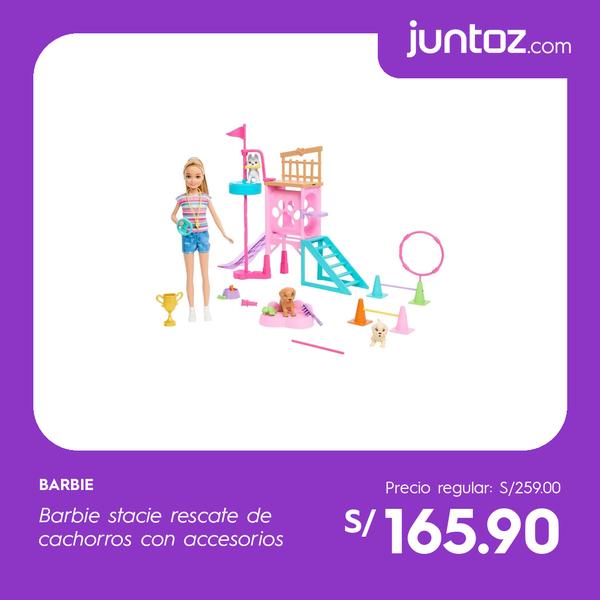 juntoz.com
BARBIE
Barbie stacie rescate de
cachorros con accesorios
Precio regular: S/259.00
S/165.90